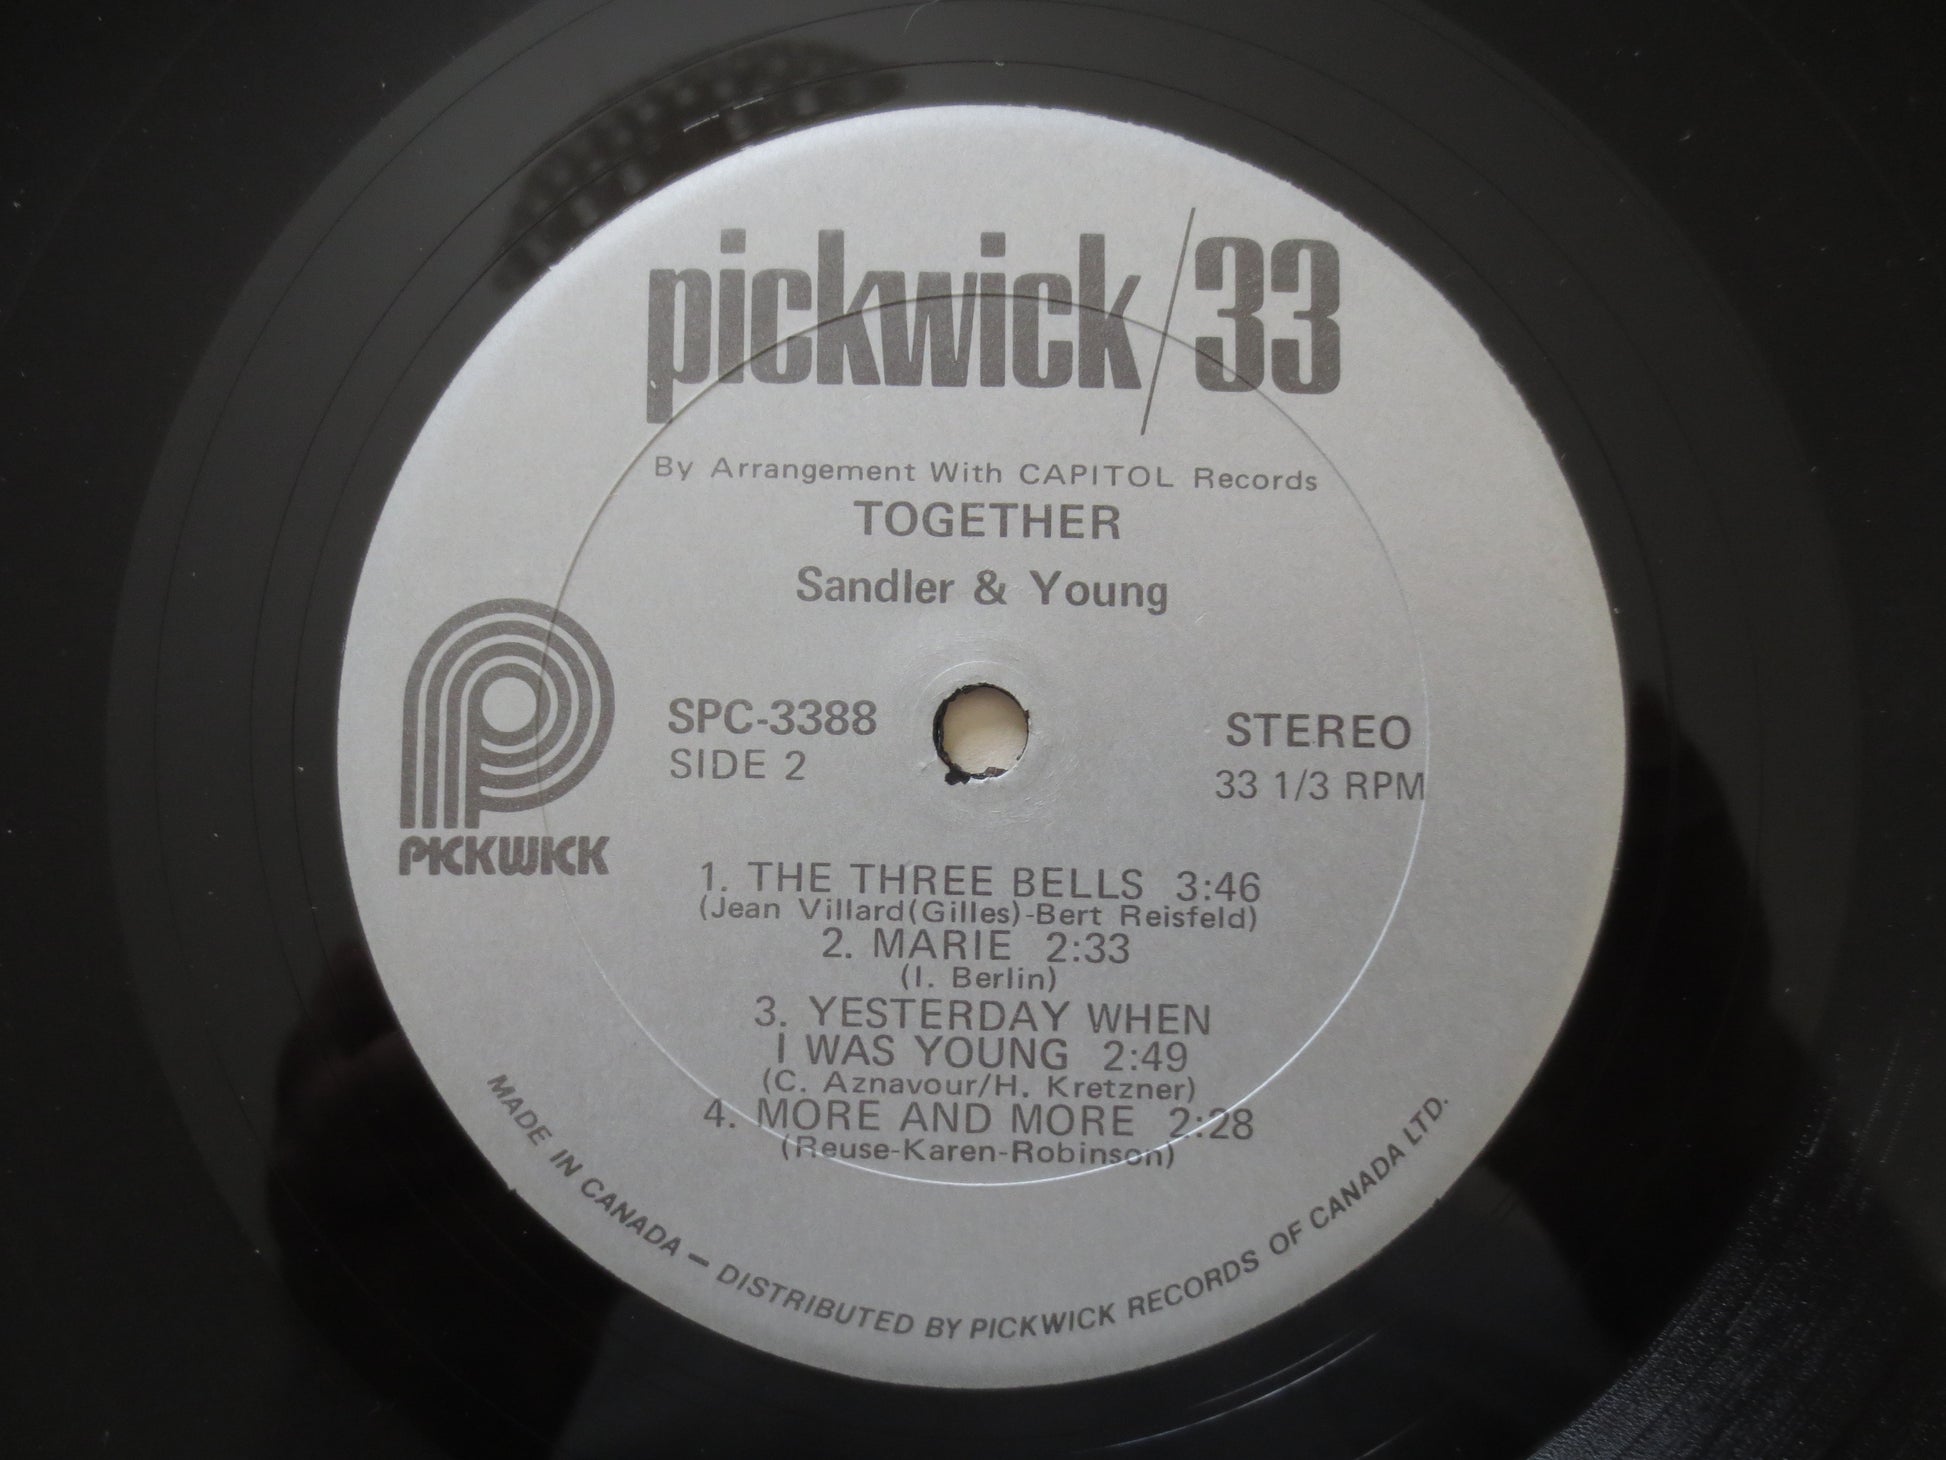 pickwick/33
By Arrangement With CAPITOL Records
TOGETHER
Sandler & Young
SPC-3388
SIDE 2
STEREO
33 1/3 RPM
PICKWICK
1. THE THREE BELLS 3:46
(Jean Villard(Gilles)-Bert Reisfeld)
2. MARIE 2:33
(I. Berlin)
3. YESTERDAY WHEN
I WAS YOUNG 2:49
(C. Aznavour/H. Kretzner)
4. MORE AND MORE 2:28
(Reuse-Karen-Robinson)
MADE IN CANADA — DISTRIBUTED BY PICKWICK RECORDS OF CANADA LTD.